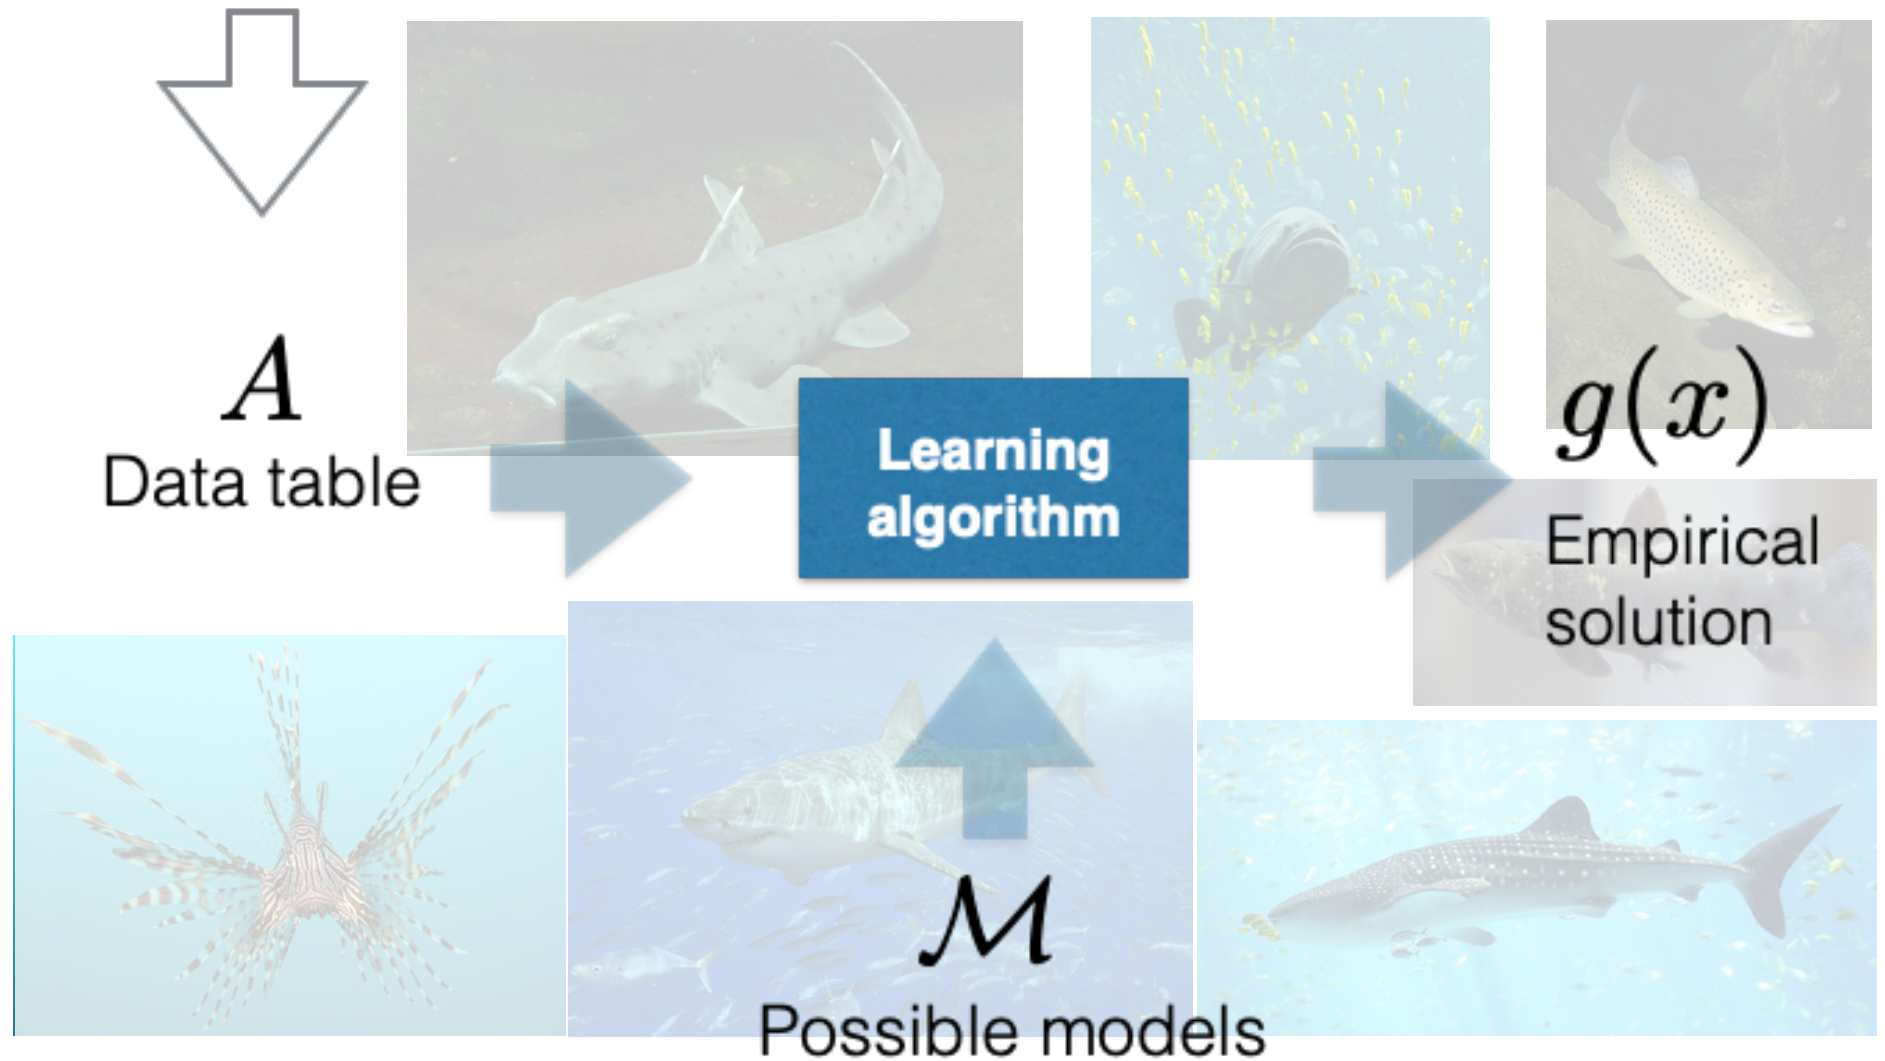 A
Data table
Learning
algorithm
g(x)
Empirical
solution
ℳ
Possible models